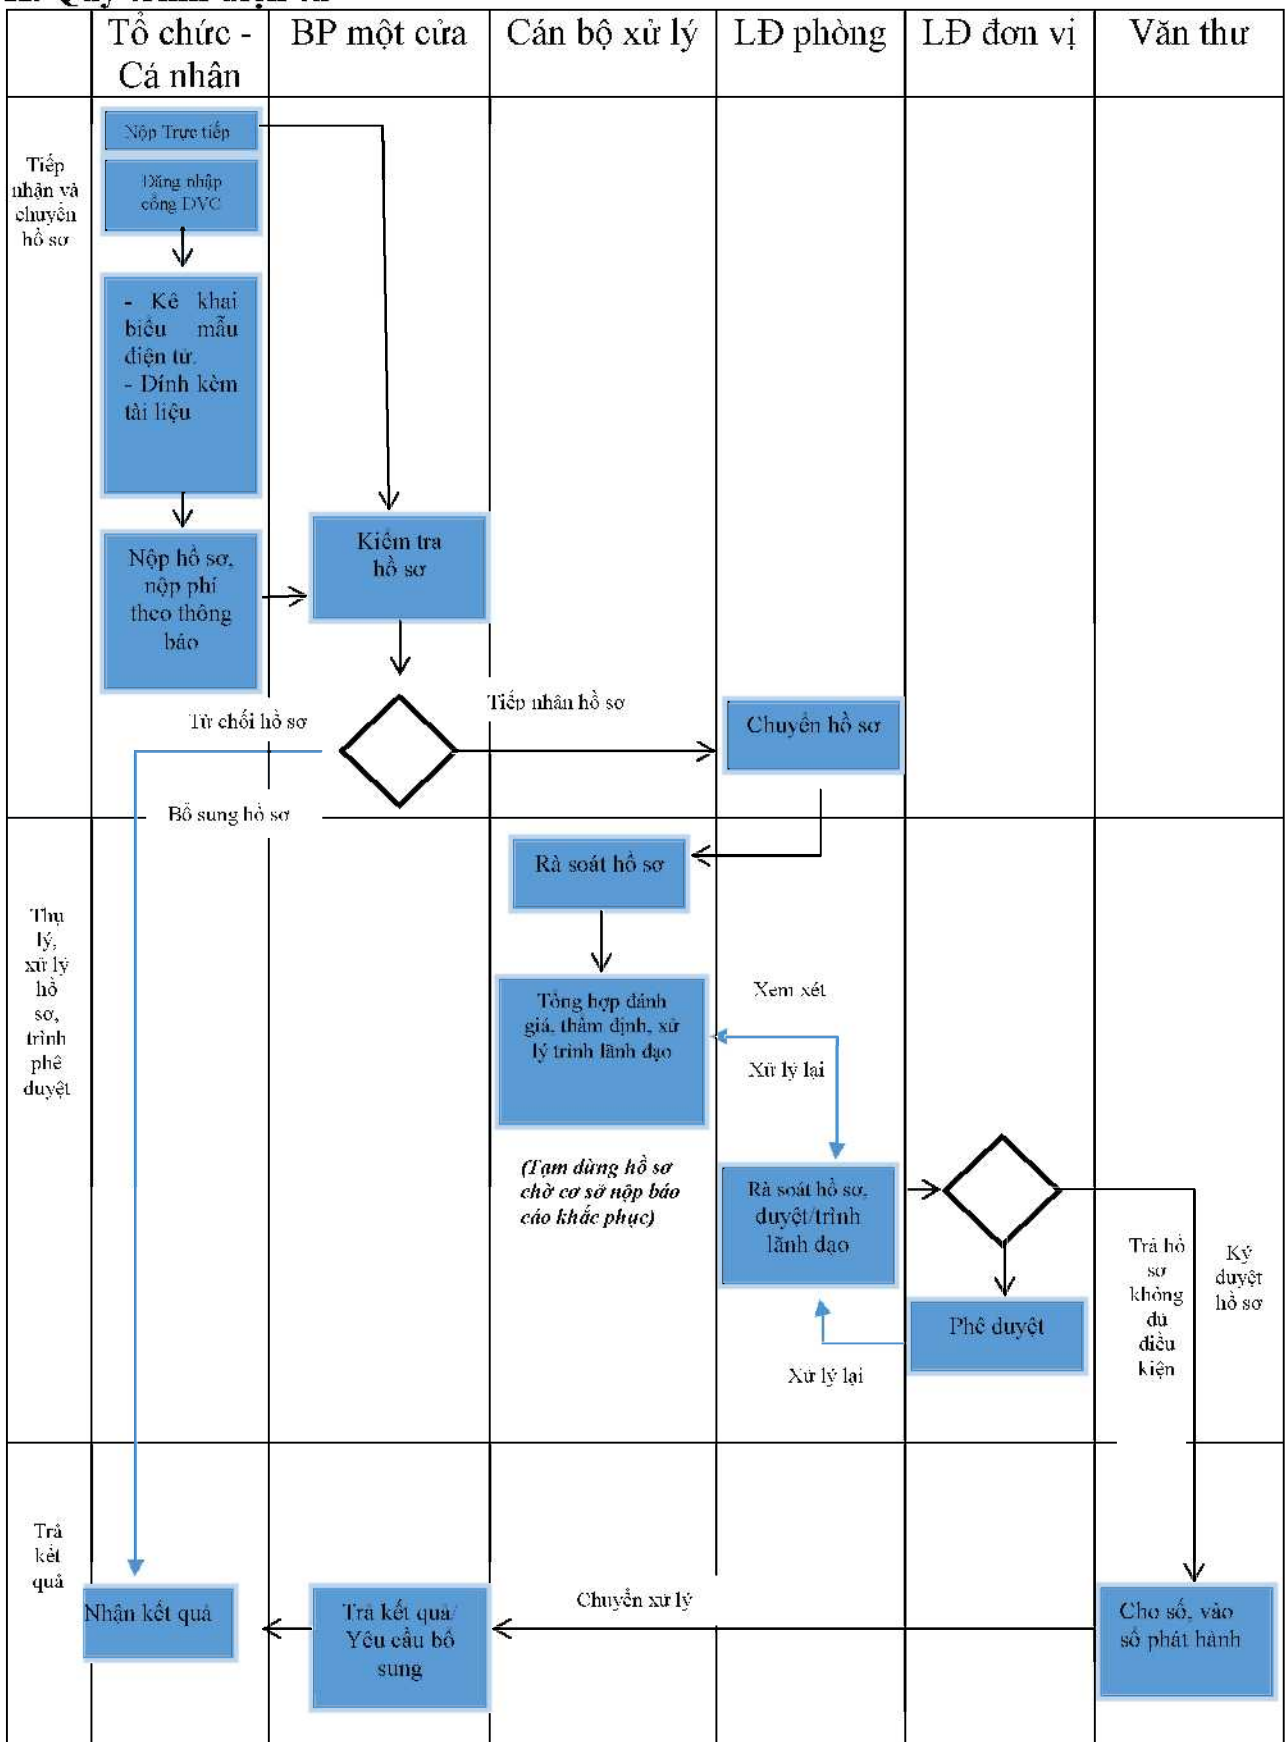 II. Quy trình điện tử
Tổ chức -
Cá nhân
BP một cửa
Cán bộ xử lý
LĐ phòng
LĐ đơn vị
Văn thư
Tiếp
nhận và
chuyển
hồ sơ
Nộp Trực tiếp
Đăng nhập
cổng DVC
- Kê khai
biểu mẫu
điện tử.
- Đính kèm
tài liệu
Nộp hồ sơ,
nộp phí
theo thông
báo
Kiểm tra
hồ sơ
Từ chối hồ sơ
Tiếp nhân hồ sơ
Chuyển hồ sơ
Bổ sung hồ sơ
Thụ
lý,
xử lý
hồ
sơ,
trình
phê
duyệt
Rà soát hồ sơ
Tổng hợp đánh
giá, thẩm định, xử
lý trình lãnh đạo
Xem xét
Xử lý lại
(Tạm dừng hồ sơ
chờ cơ sở nộp báo
cáo khắc phục)
Rà soát hồ sơ,
duyệt/trình
lãnh đạo
Phê duyệt
Xử lý lại
Trả hồ
sơ
không
đủ
điều
kiện
Ký
duyệt
hồ sơ
Trả
kết
quả
Nhận kết quả
Trả kết quả/
Yêu cầu bổ
sung
Chuyển xử lý
Cho số, vào
sổ phát hành